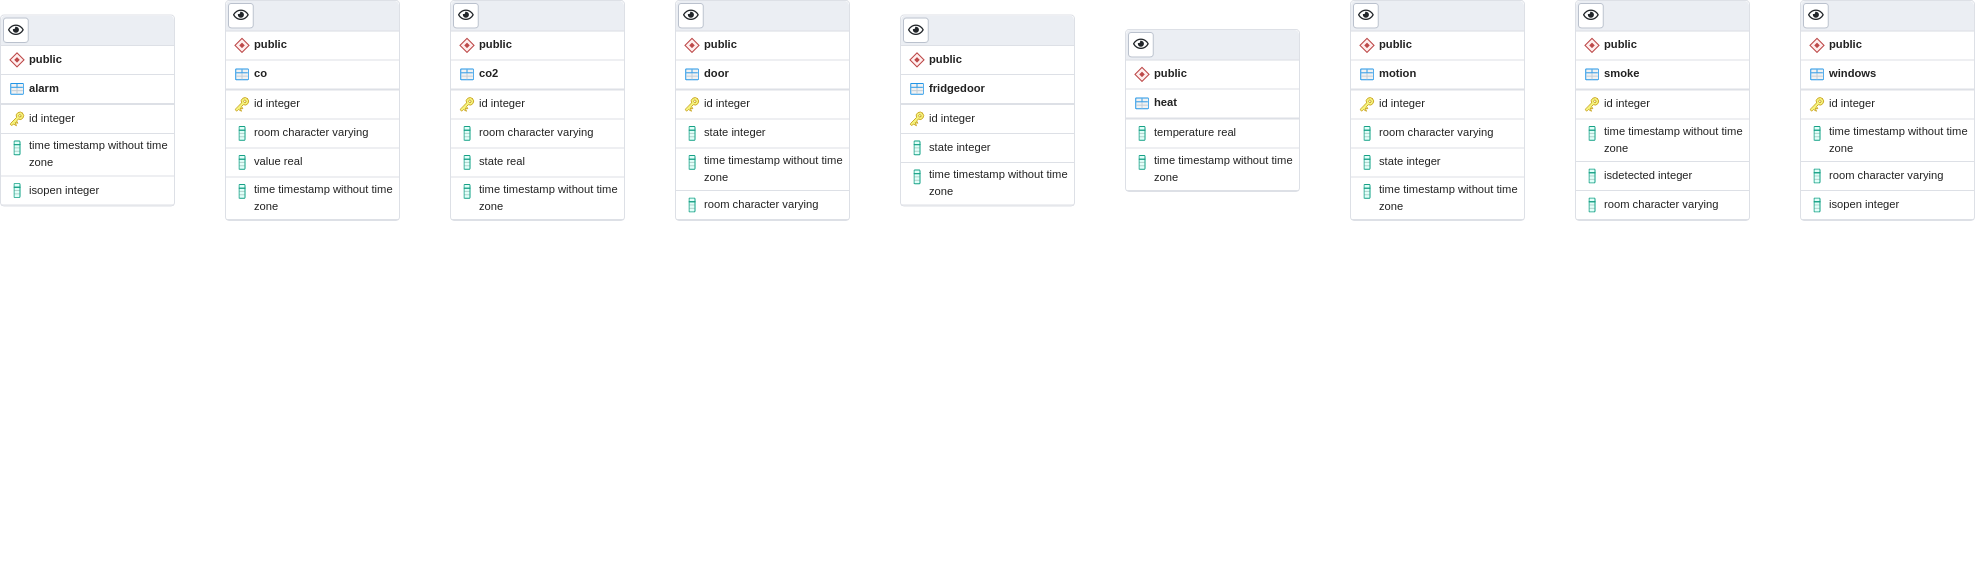 public
alarm
id integer
time timestamp without time
zone
isopen integer
public
co
id integer
room character varying
value real
time timestamp without time
zone
public
co2
id integer
room character varying
state real
time timestamp without time
zone
public
door
id integer
state integer
time timestamp without time
zone
room character varying
public
fridgedoor
id integer
state integer
time timestamp without time
zone
public
heat
temperature real
time timestamp without time
zone
public
motion
id integer
room character varying
state integer
time timestamp without time
zone
public
smoke
id integer
time timestamp without time
zone
isdetected integer
room character varying
public
windows
id integer
time timestamp without time
zone
room character varying
isopen integer